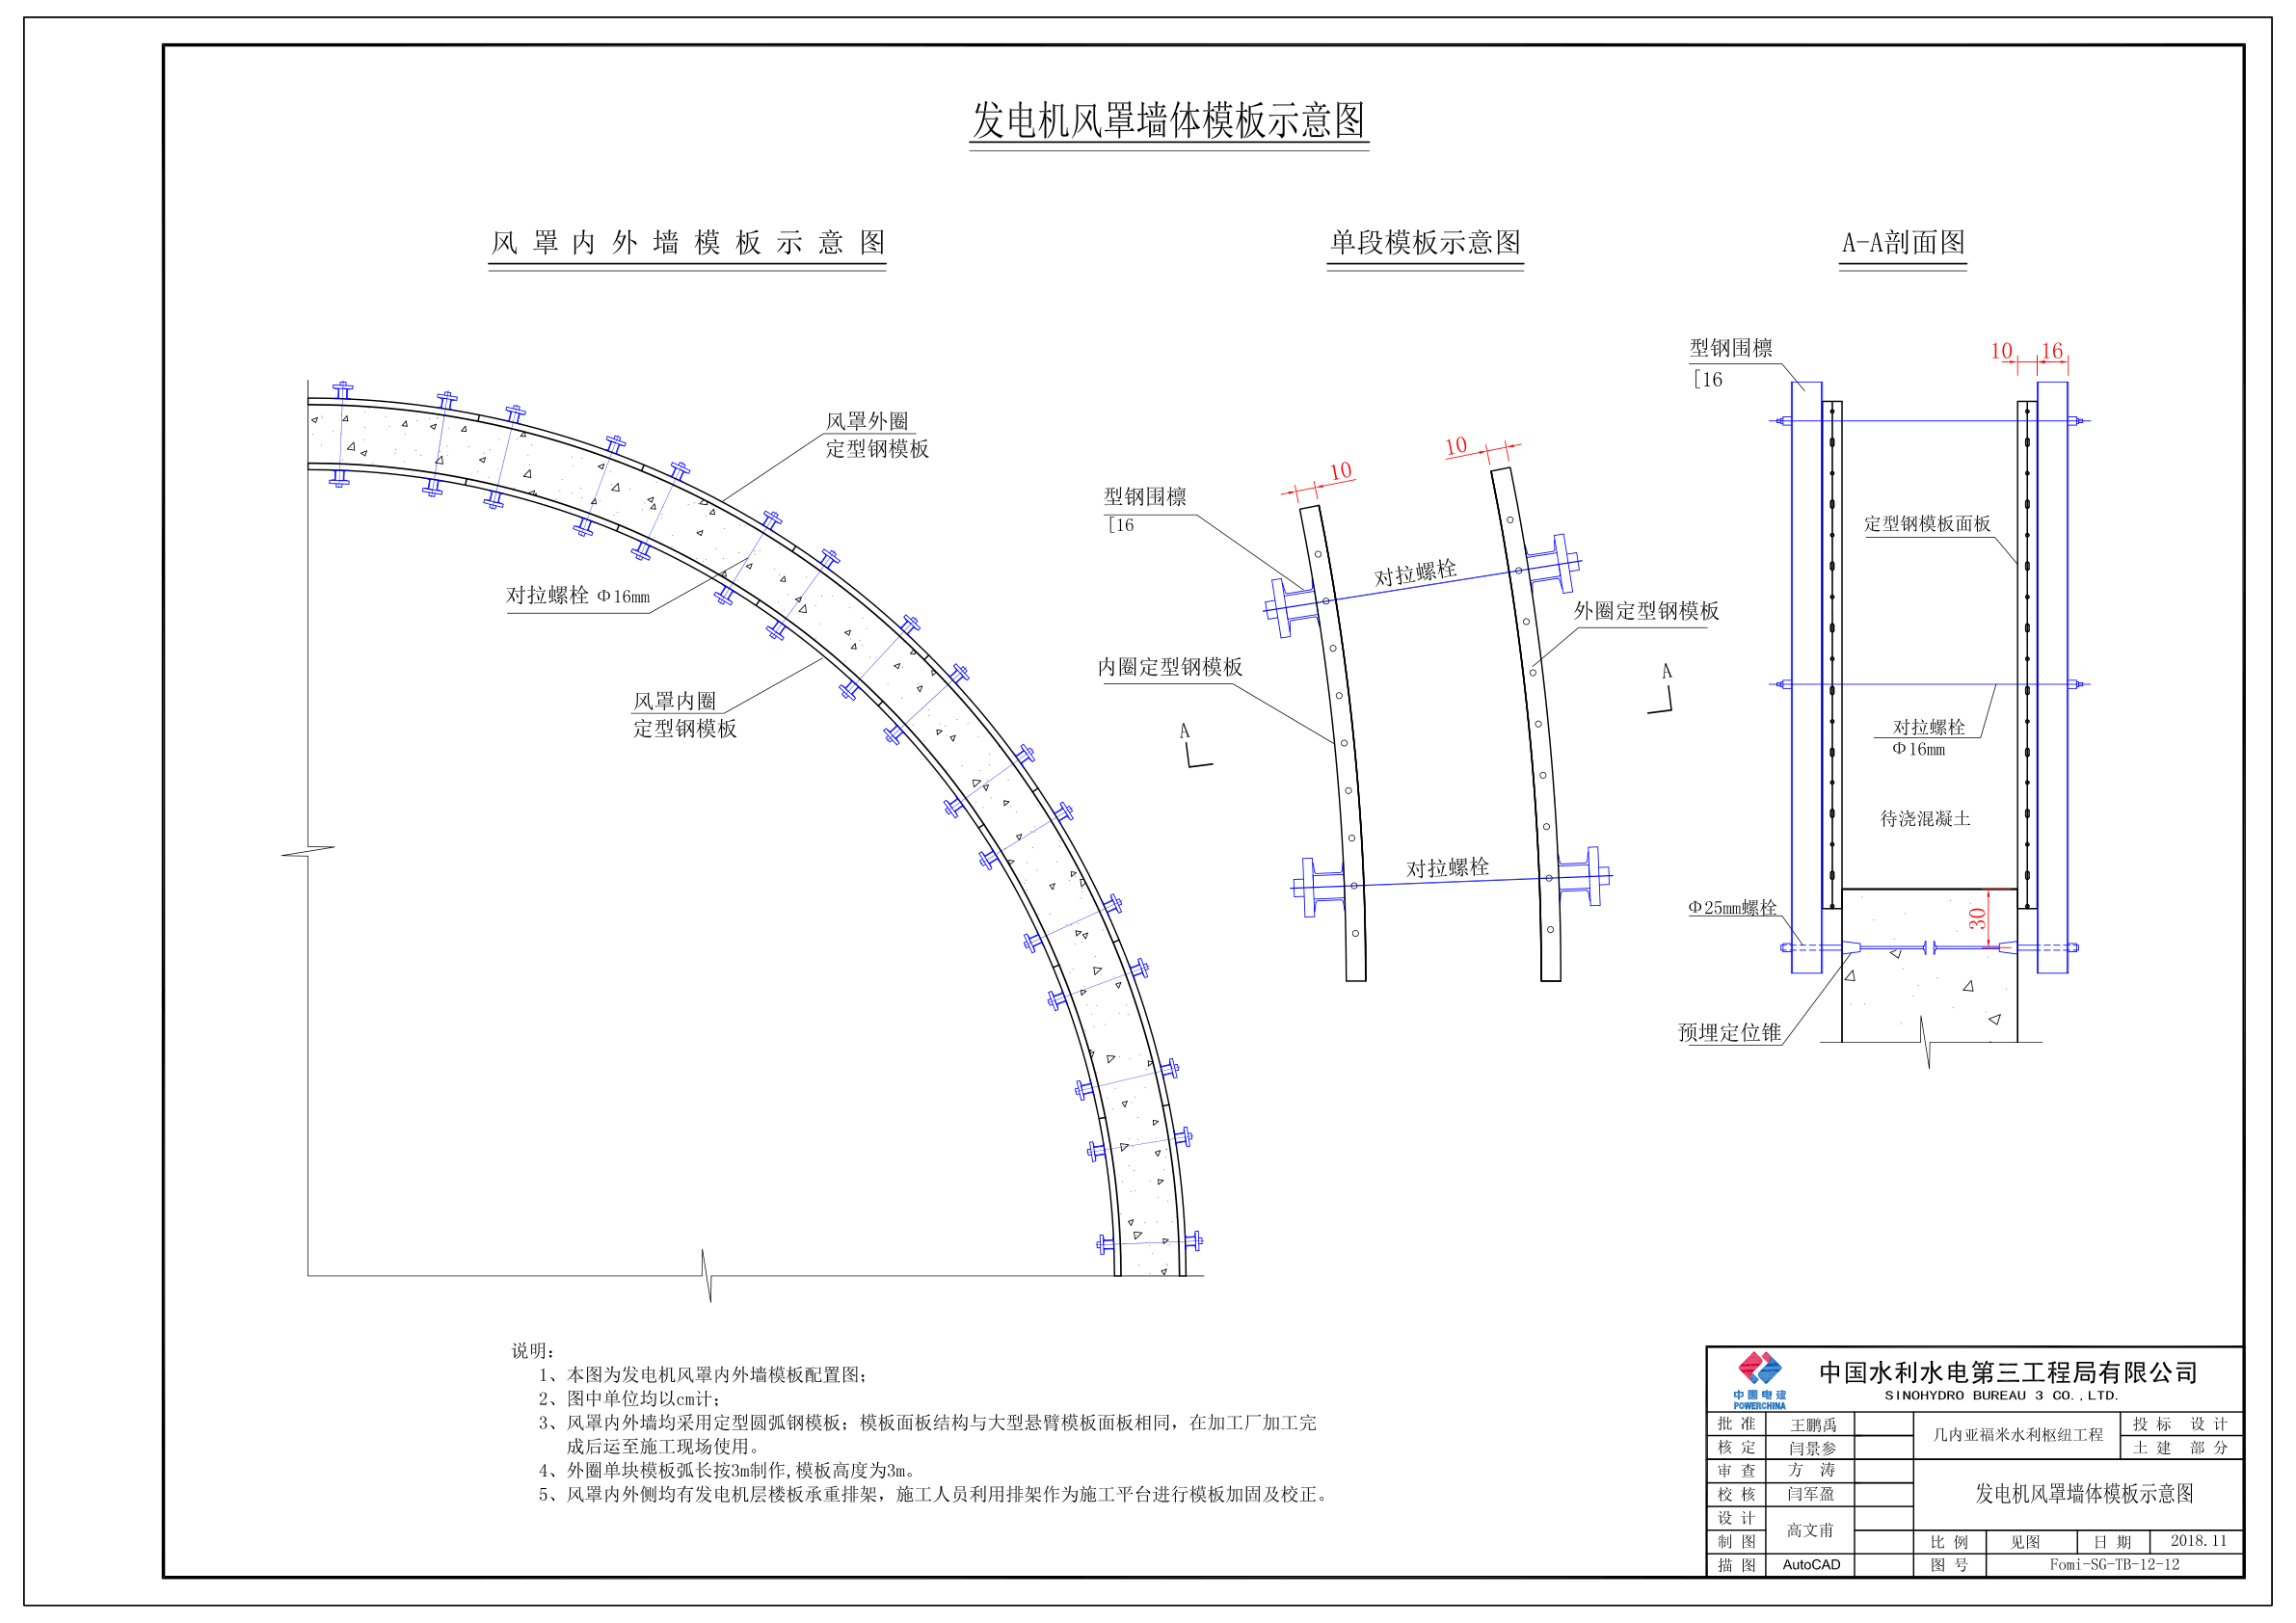 发电机风罩墙体模板示意图
风罩内外墙模板示意图
单段模板示意图
A-A剖面图
风罩外圈
定型钢模板
对拉螺栓 Φ16mm
风罩内圈
定型钢模板
10
10
型钢围檩
[16
对拉螺栓
外圈定型钢模板
内圈定型钢模板
A
A
对拉螺栓
型钢围檩
[16
10
16
定型钢模板面板
对拉螺栓
Φ16mm
待浇混凝土
Φ25mm螺栓
30
预埋定位锥
说明:
1、本图为发电机风罩内外墙模板配置图;
2、图中单位均以cm计;
3、风罩内外墙均采用定型圆弧钢模板; 模板面板结构与大型悬臂模板面板相同, 在加工厂加工完
成后运至施工现场使用。
4、外圈单块模板弧长按3m制作,模板高度为3m。
5、风罩内外侧均有发电机层楼板承重排架, 施工人员利用排架作为施工平台进行模板加固及校正。
中国电建
POWERCHINA
中国水利水电第三工程局有限公司
SINOHYDRO BUREAU 3 CO.,LTD.
批准 王鹏禹
核定 闫景参
审查 方涛
校核 闫军盈
设计
制图
高文甫
描图 AutoCAD
几内亚福米水利枢纽工程
投标 设计
土建 部分
发电机风罩墙体模板示意图
比例 见图 日期 2018.11
图号 Fomi-SG-TB-12-12